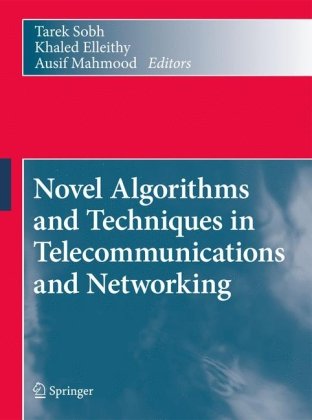 Tarek Sobh
Khaled Elleithy
Ausif Mahmood Editors
Novel Algorithms
and Techniques in
Telecommunications
and Networking
Springer